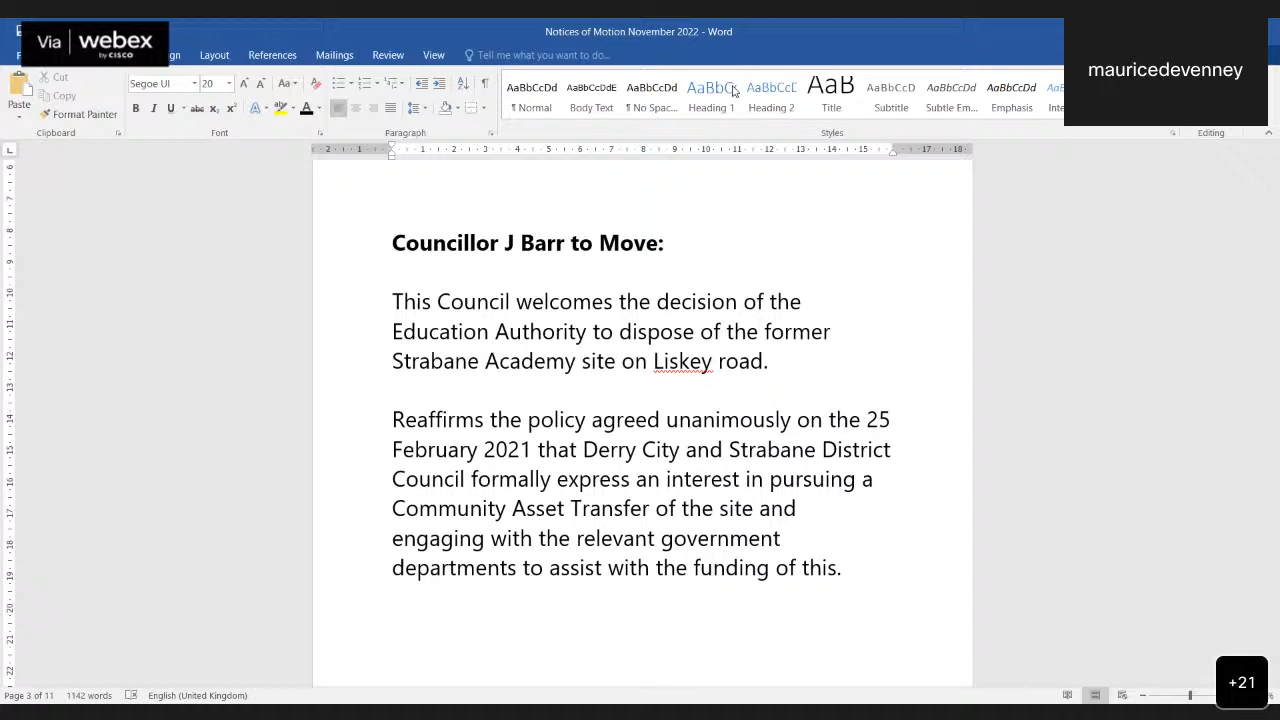 Via webex
by CISCO
Notices of Motion November 2022 - Word
mauricedevenney
Layout References Mailings Review View Tell me what you want to do...
Cut
Copy
Format Painter
Paste
Clipboard
Segoe UI 20
Font
Paragraph
AaBbCcDd AaBbCcDdE AaBbCcDd AaBbC AaBbCcD AaB AaBbCcD AaBbCcDd AaBbCcDd
¶ Normal Body Text ¶ No Spac... Heading 1 Heading 2 Title Subtitle Subtle Em... Emphasis
Styles
Editing
Councillor J Barr to Move:
This Council welcomes the decision of the
Education Authority to dispose of the former
Strabane Academy site on Liskey road.
Reaffirms the policy agreed unanimously on the 25
February 2021 that Derry City and Strabane District
Council formally express an interest in pursuing a
Community Asset Transfer of the site and
engaging with the relevant government
departments to assist with the funding of this.
Page 3 of 11 1142 words English (United Kingdom)
+21